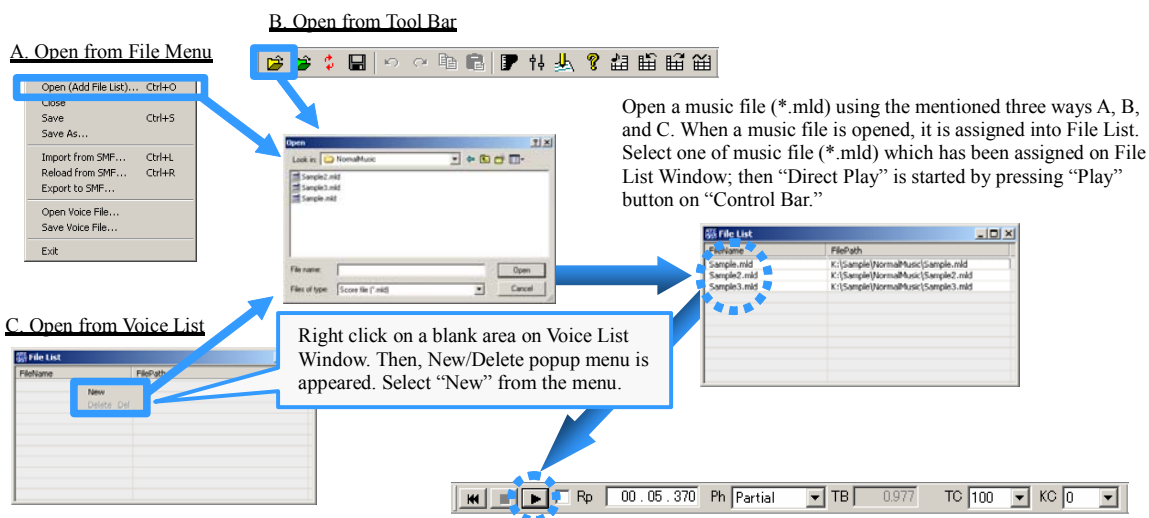 B. Open from Tool Bar
A. Open from File Menu
Open (Add File List)... Ctrl+O
Close
Save Ctrl+S
Save As...
Import from SMF... Ctrl+L
Reload from SMF... Ctrl+R
Export to SMF...
Open Voice File...
Save Voice File...
Exit
Open
Look in: NormalMusic
Sample2.mld
Sample3.mld
Sample.mld
File name: Open
Files of type: Score file (*.mld) Cancel
Open a music file (*.mld) using the mentioned three ways A, B,
and C. When a music file is opened, it is assigned into File List.
Select one of music file (*.mld) which has been assigned on File
List Window; then “Direct Play” is started by pressing “Play”
button on “Control Bar.”
File List
FileName FilePath
Sample.mld K:\Sample\NormalMusic\Sample.mld
Sample2.mld K:\Sample\NormalMusic\Sample2.mld
Sample3.mld K:\Sample\NormalMusic\Sample3.mld
C. Open from Voice List
File List
FileName FilePath
New
Delete Del
Right click on a blank area on Voice List
Window. Then, New/Delete popup menu is
appeared. Select “New” from the menu.
Rp 00 . 05 . 370 Ph Partial TB 0.977 TC 100 KC 0